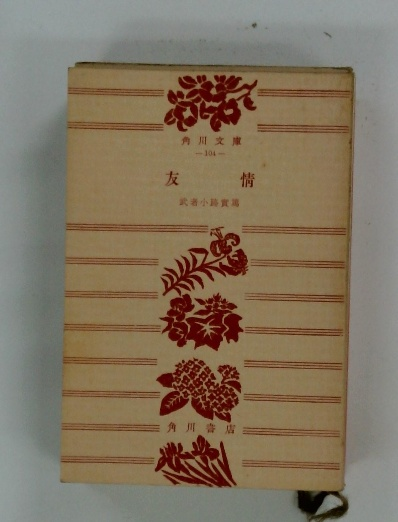 角川文庫
—104—
友情
武者小路實篤
角川書店